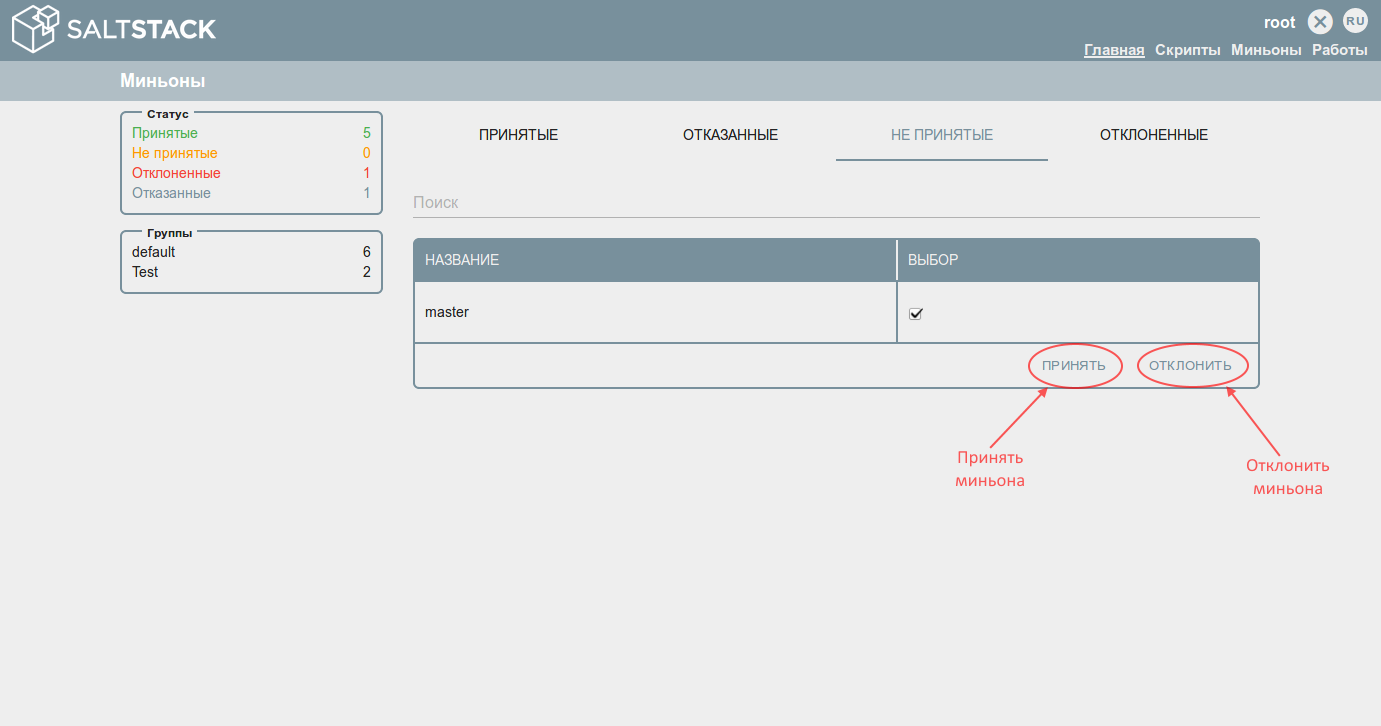 SALTSTACK
root
RU
Главная Скрипты Миньоны Работы
Миньоны
Статус
Принятые 5
Не принятые 0
Отклоненные 1
Отказанные 1
Группы
default 6
Test 2
ПРИНЯТЫЕ ОТКАЗАННЫЕ НЕ ПРИНЯТЫЕ ОТКЛОНЕННЫЕ
Поиск
НАЗВАНИЕ ВЫБОР
master
ПРИНЯТЬ ОТКЛОНИТЬ
Принять
миньона
Отклонить
миньона